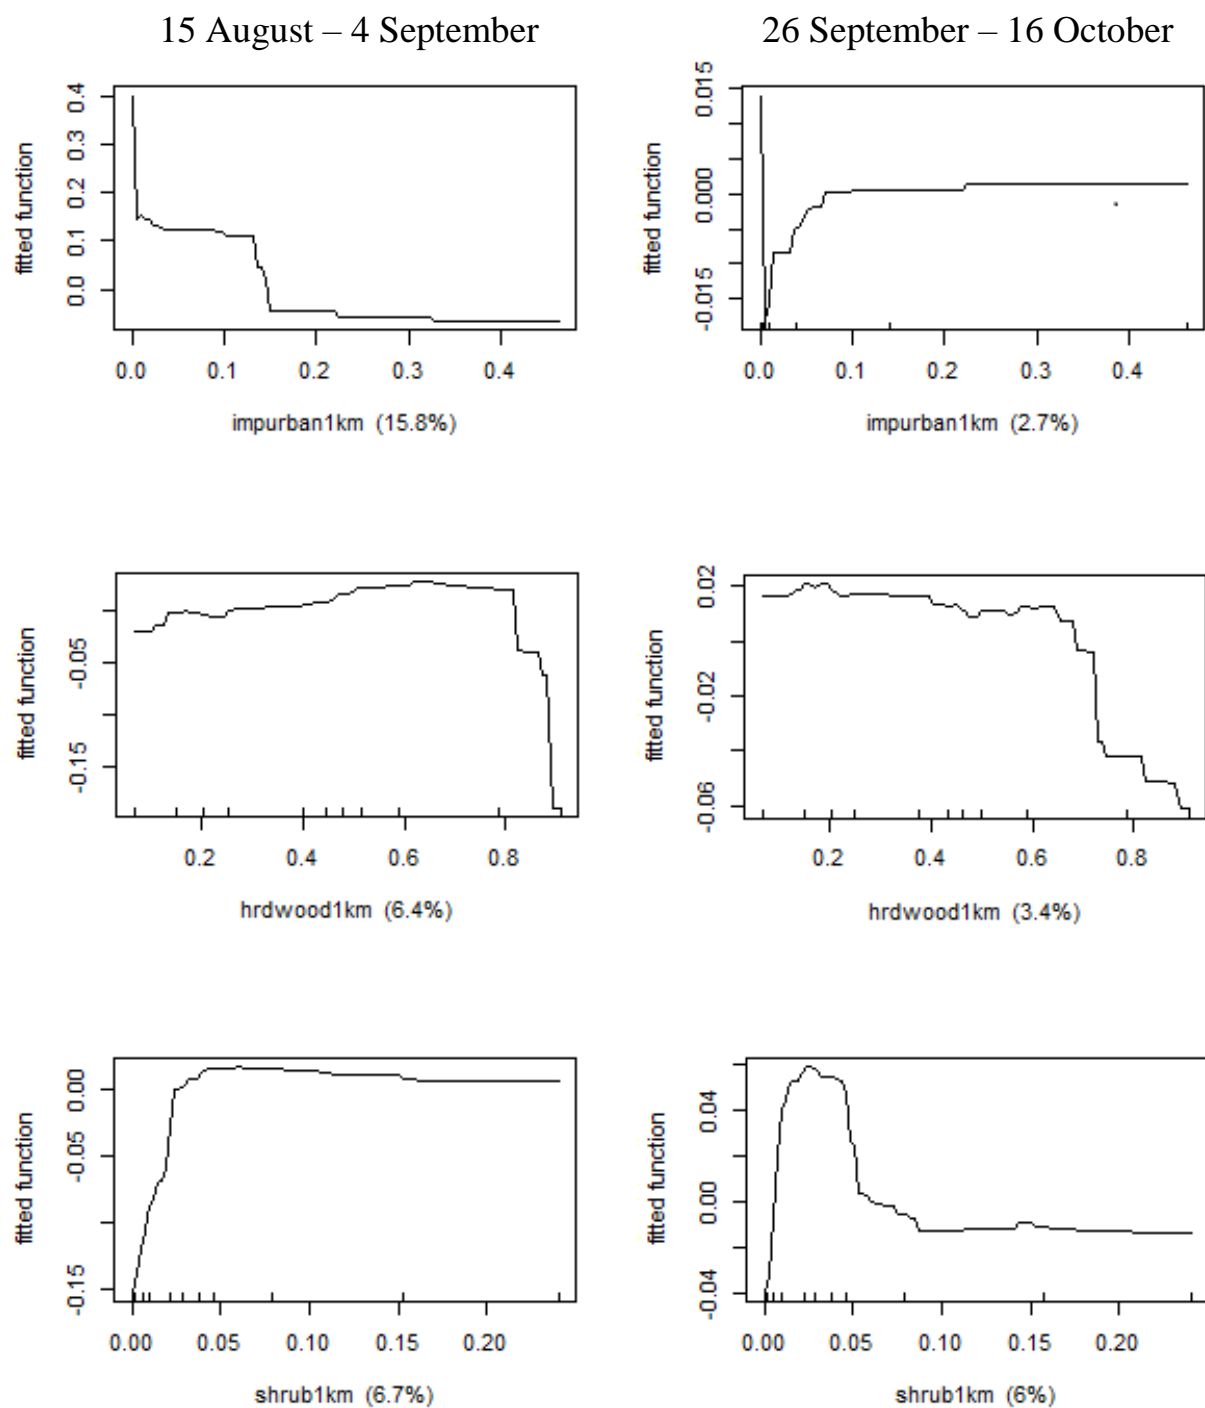 15 August – 4 September
26 September – 16 October
fitted function
0.4
0.3
0.2
0.1
0.0
0.0 0.1 0.2 0.3 0.4
impurban1km (15.8%)
fitted function
0.015
0.000
-0.015
0.0 0.1 0.2 0.3 0.4
impurban1km (2.7%)
fitted function
-0.05
-0.15
0.2 0.4 0.6 0.8
hrdwood1km (6.4%)
fitted function
0.02
-0.02
-0.06
0.2 0.4 0.6 0.8
hrdwood1km (3.4%)
fitted function
0.00
-0.05
-0.15
0.00 0.05 0.10 0.15 0.20
shrub1km (6.7%)
fitted function
0.04
0.00
-0.04
0.00 0.05 0.10 0.15 0.20
shrub1km (6%)